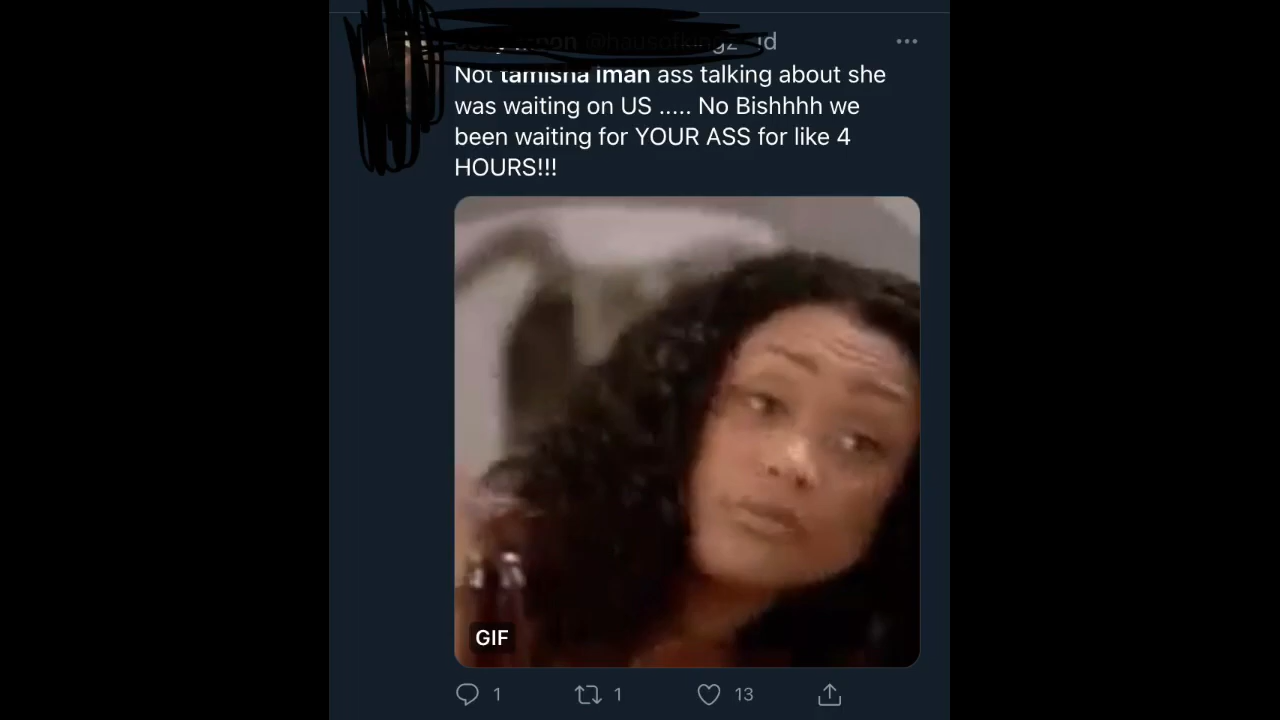 Not tamisha iman ass talking about she
was waiting on US ..... No Bishhhh we
been waiting for YOUR ASS for like 4
HOURS!!!
GIF
1 1 13